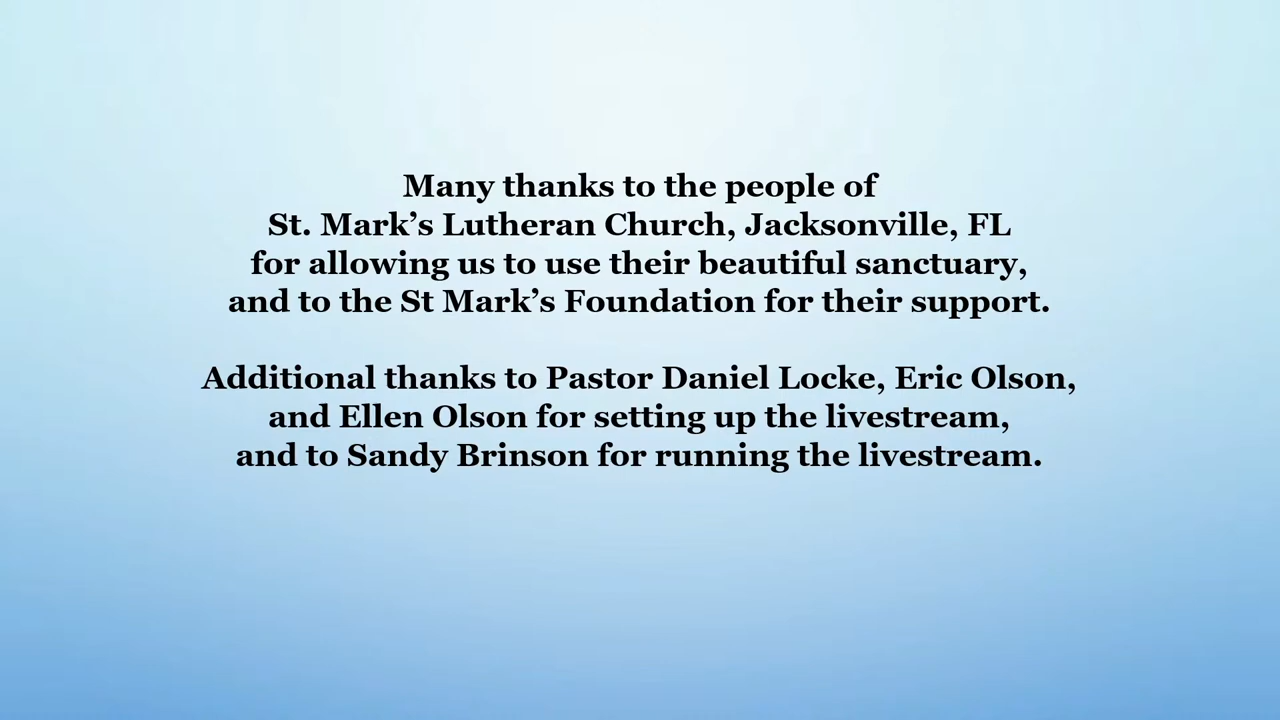 Many thanks to the people of
St. Mark’s Lutheran Church, Jacksonville, FL
for allowing us to use their beautiful sanctuary,
and to the St Mark’s Foundation for their support.
Additional thanks to Pastor Daniel Locke, Eric Olson,
and Ellen Olson for setting up the livestream,
and to Sandy Brinson for running the livestream.